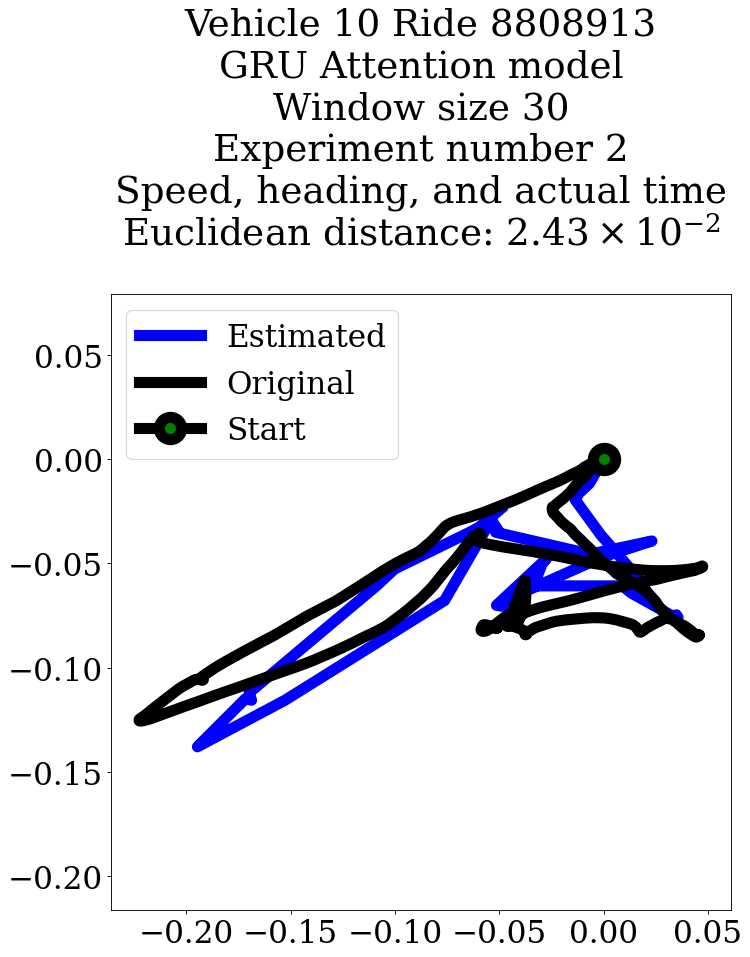 Vehicle 10 Ride 8808913
GRU Attention model
Window size 30
Experiment number 2
Speed, heading, and actual time
Euclidean distance: 2.43 × 10⁻²
Estimated
Original
Start
0.05
0.00
−0.05
−0.10
−0.15
−0.20
−0.20 −0.15 −0.10 −0.05 0.00 0.05